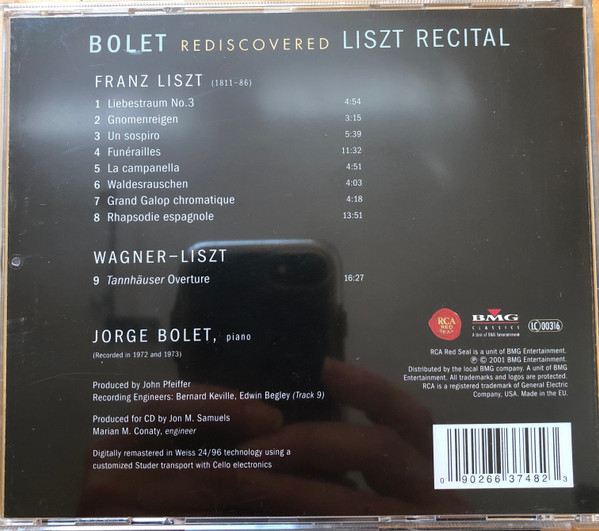 BOLET REDISCOVERED LISZT RECITAL
FRANZ LISZT (1811–86)
1 Liebestraum No.3 4:54
2 Gnomenreigen 3:15
3 Un sospiro 5:39
4 Funérailles 11:32
5 La campanella 4:51
6 Waldesrauschen 4:03
7 Grand Galop chromatique 4:18
8 Rhapsodie espagnole 13:51
WAGNER–LISZT
9 Tannhäuser Overture 16:27
JORGE BOLET, piano
(Recorded in 1972 and 1973)
Produced by John Pfeiffer
Recording Engineers: Bernard Keville, Edwin Begley (Track 9)
Produced for CD by Jon M. Samuels
Marian M. Conaty, engineer
Digitally remastered in Weiss 24/96 technology using a
customized Studer transport with Cello electronics
RCA
RED
SEAL
BMG
CLASSICS
A Unit of BMG Entertainment
LC 00316
RCA Red Seal is a unit of BMG Entertainment.
℗ © 2001 BMG Entertainment.
Distributed by the local BMG company. A unit of BMG
Entertainment. All trademarks and logos are protected.
RCA is a registered trademark of General Electric
Company, USA. Made in the EU.
0 90266 37482 3